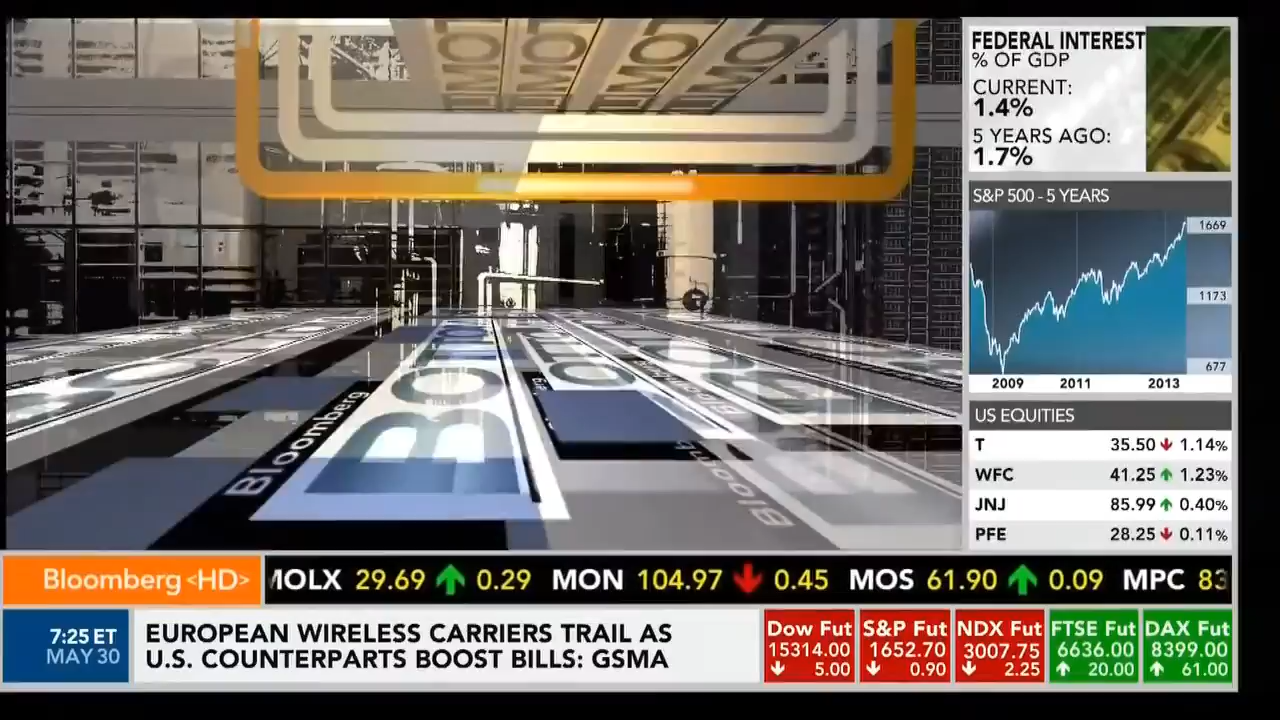 FEDERAL INTEREST
% OF GDP
CURRENT:
1.4%
5 YEARS AGO:
1.7%
S&P 500 - 5 YEARS
1669
1173
677
2009 2011 2013
US EQUITIES
T 35.50 1.14%
WFC 41.25 1.23%
JNJ 85.99 0.40%
PFE 28.25 0.11%
Bloomberg
Bloomberg <HD>
MOLX 29.69 0.29 MON 104.97 0.45 MOS 61.90 0.09 MPC 83
7:25 ET
MAY 30
EUROPEAN WIRELESS CARRIERS TRAIL AS
U.S. COUNTERPARTS BOOST BILLS: GSMA
Dow Fut
15314.00
5.00
S&P Fut
1652.70
0.90
NDX Fut
3007.75
2.25
FTSE Fut
6636.00
20.00
DAX Fut
8399.00
61.00